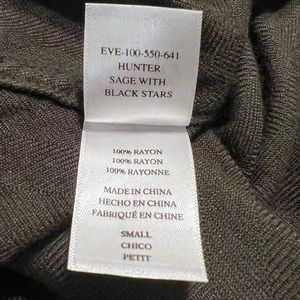 EVE-100-550-641
HUNTER
SAGE WITH
BLACK STARS
100% RAYON
100% RAYON
100% RAYONNE
MADE IN CHINA
HECHO EN CHINA
FABRIQUÉ EN CHINE
SMALL
CHICO
PETIT